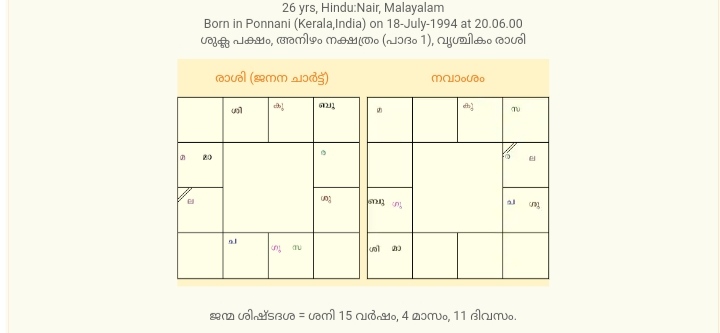 26 yrs, Hindu:Nair, Malayalam
Born in Ponnani (Kerala,India) on 18-July-1994 at 20.06.00
ശുക്ല പക്ഷം, അനിഴം നക്ഷത്രം (പാദം 1), വൃശ്ചികം രാശി
രാശി (ജനന ചാർട്ട്) നവാംശം
ശി കു ബു മ കു സ
മ മാ ര ര ല
ല ശു ബു ഗു ച ശു
ച ഗു സ ശി മാ
ജന്മ ശിഷ്ടദശ = ശനി 15 വർഷം, 4 മാസം, 11 ദിവസം.